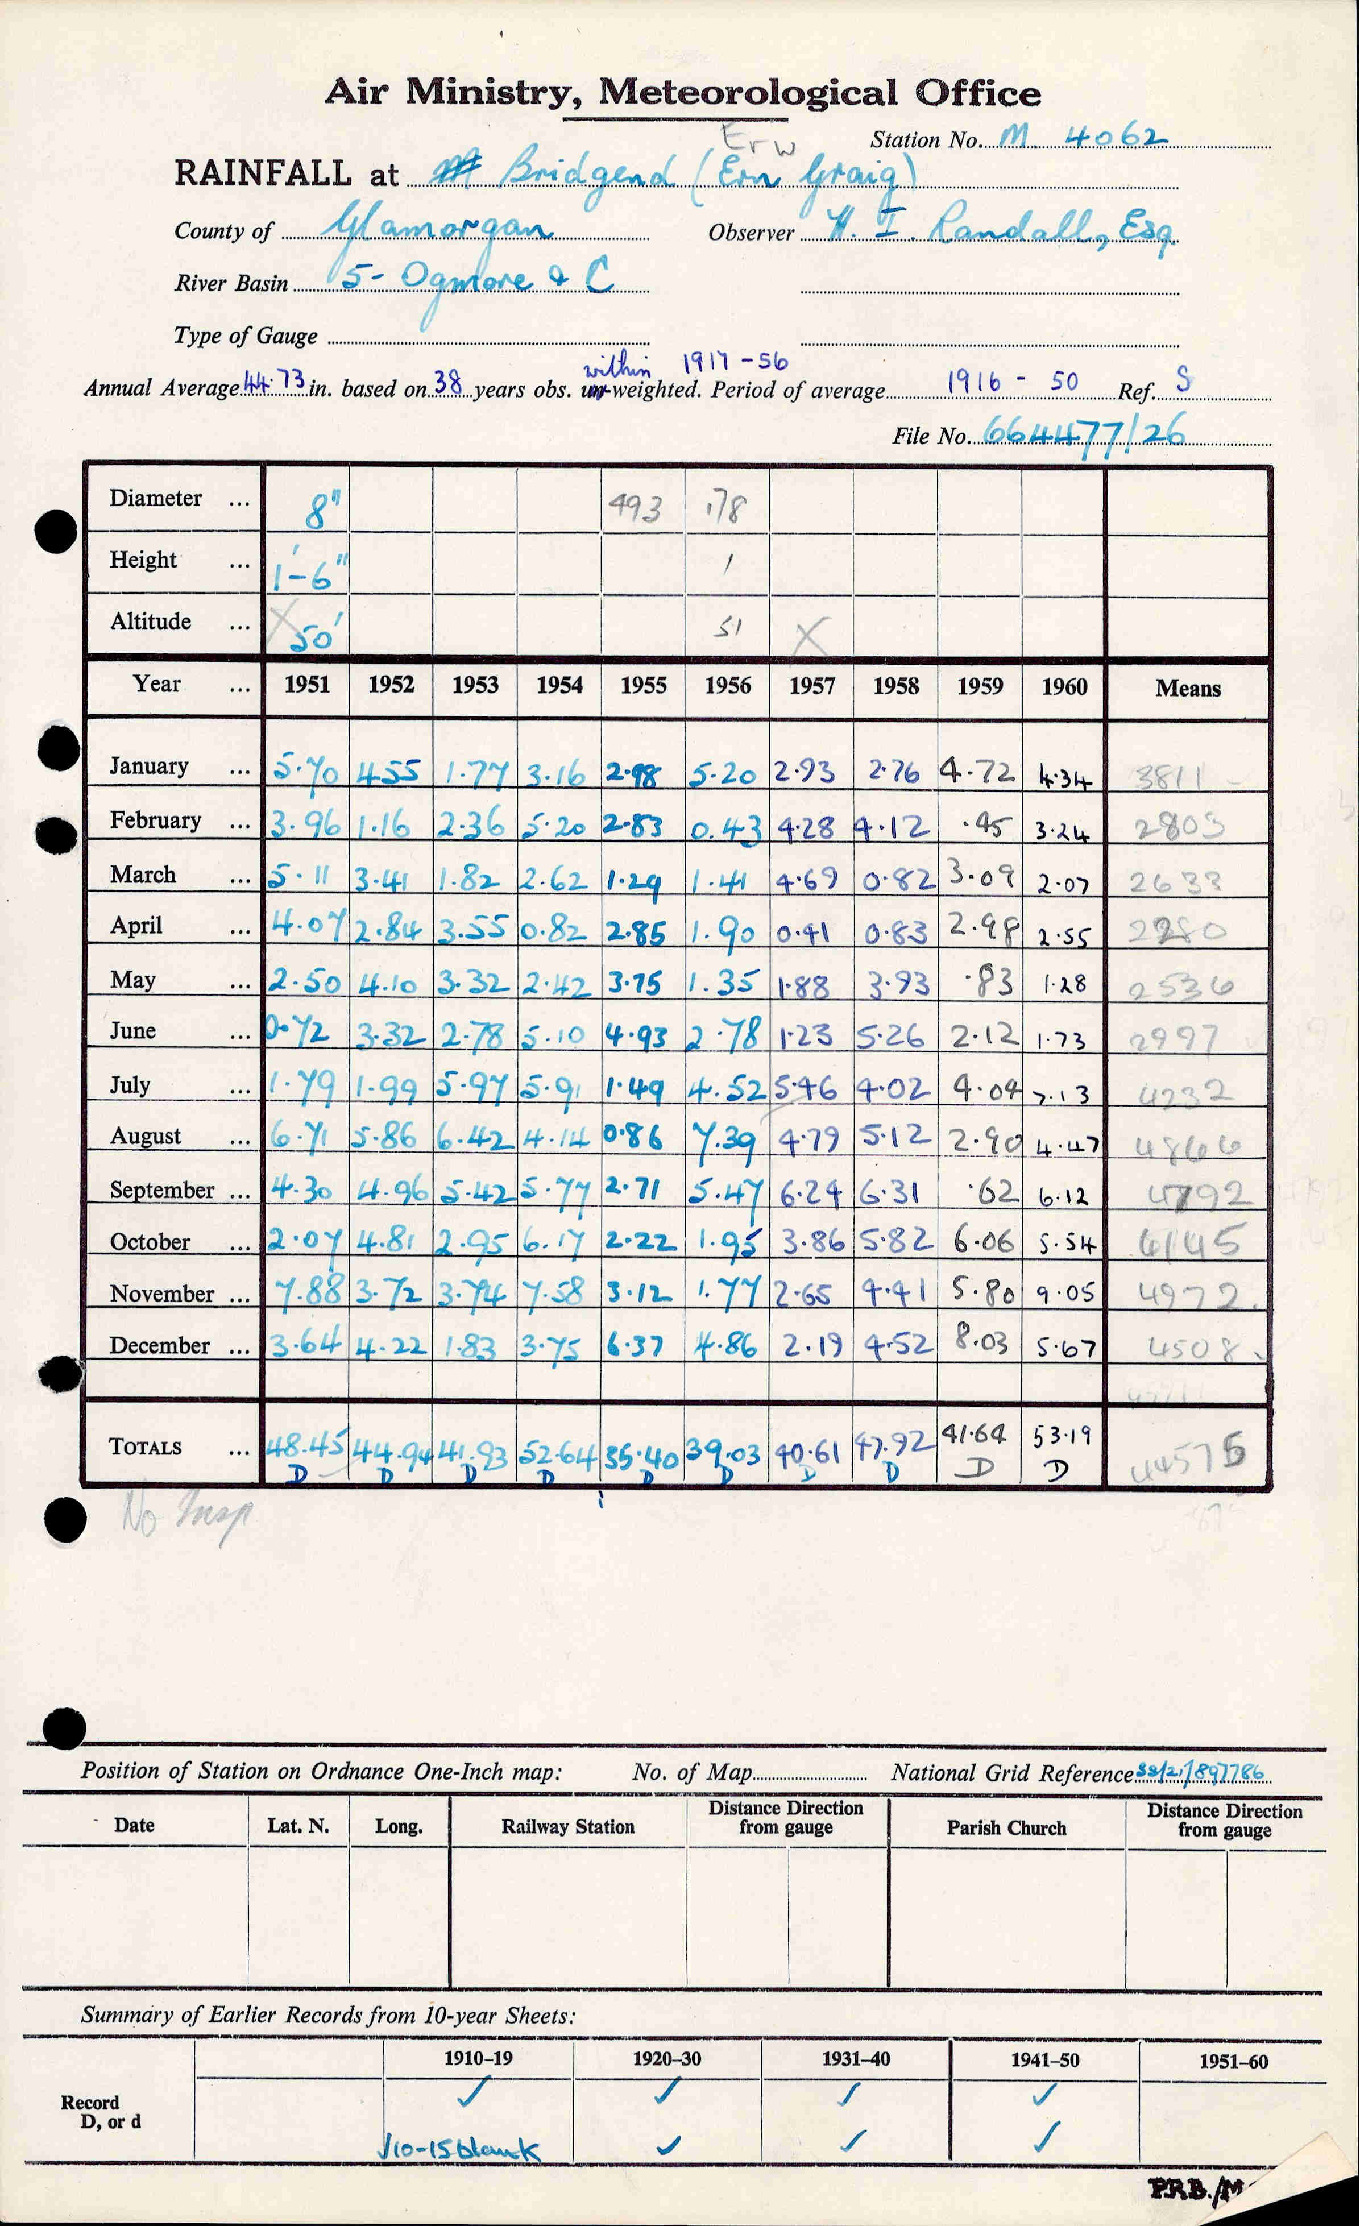 Air Ministry, Meteorological Office
Station No. M 4062
Erw
RAINFALL at Bridgend (Ern Graig)
County of Glamorgan Observer H. I. Randall, Esq.
River Basin 5- Ogmore & C
Type of Gauge
within 1917-56
Annual Average 44.73 in. based on 38 years obs. un-weighted. Period of average 1916 - 50 Ref. S
File No. 664477/26
Diameter ... 8" 493 .178
Height ... 1'-6" 1
Altitude ... X 50' 51 X
Year ... 1951 1952 1953 1954 1955 1956 1957 1958 1959 1960 Means
January ... 5.70 4.55 1.77 3.16 2.98 5.20 2.93 2.76 4.72 4.34 3811
February ... 3.96 1.16 2.36 5.20 2.83 0.43 4.28 4.12 .45 3.24 2803
March ... 5.11 3.41 1.82 2.62 1.29 1.41 4.69 0.82 3.09 2.07 2633
April ... 4.07 2.84 3.55 0.82 2.85 1.90 0.41 0.83 2.98 2.55 2280
May ... 2.50 4.10 3.32 2.42 3.75 1.35 1.88 3.93 .83 1.28 2536
June ... 0.72 3.32 2.78 5.10 4.93 2.78 1.23 5.26 2.12 1.73 2997
July ... 1.79 1.99 5.97 5.91 1.49 4.52 5.46 4.02 4.04 7.13 4232
August ... 6.71 5.86 6.42 4.14 0.86 7.39 4.79 5.12 2.90 4.47 4866
September ... 4.30 4.96 5.42 5.77 2.71 5.47 6.24 6.31 .62 6.12 4792
October ... 2.07 4.81 2.95 6.17 2.22 1.95 3.86 5.82 6.06 5.54 4145
November ... 7.88 3.72 3.74 7.58 3.12 1.77 2.65 4.41 5.80 9.05 4972
December ... 3.64 4.22 1.83 3.75 6.37 4.86 2.19 4.52 8.03 5.67 4508
TOTALS ... 48.45 44.94 41.93 52.64 35.40 39.03 40.61 47.92 41.64 53.19 44575
D D D D D D D D D D
No Insp
Position of Station on Ordnance One-Inch map: No. of Map National Grid Reference SS/21/897786
Date Lat. N. Long. Railway Station Distance Direction from gauge Parish Church Distance Direction from gauge
Summary of Earlier Records from 10-year Sheets:
1910–19 1920–30 1931–40 1941–50 1951–60
Record ✓ ✓ ✓ ✓
D, or d √10-15 blank ✓ ✓ ✓
P.R.B./M